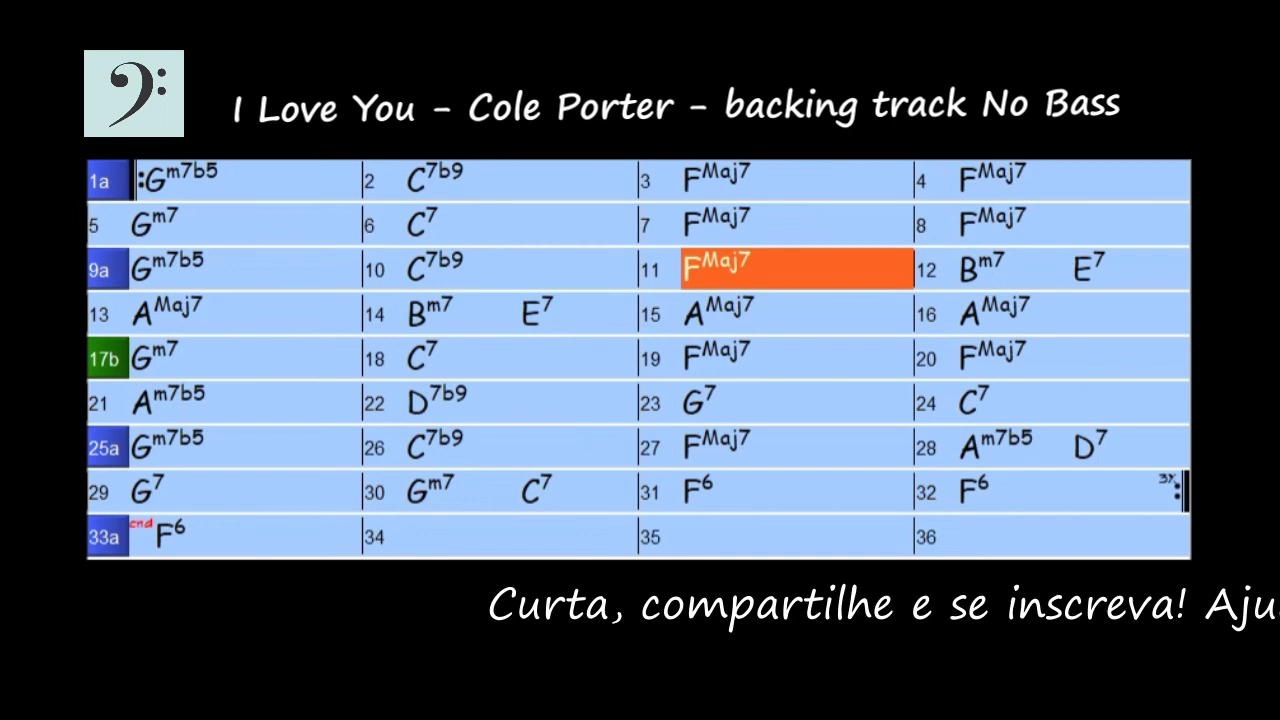 I Love You - Cole Porter - backing track No Bass
1a :Gm7b5 2 C7b9 3 FMaj7 4 FMaj7
5 Gm7 6 C7 7 FMaj7 8 FMaj7
9a Gm7b5 10 C7b9 11 FMaj7 12 Bm7 E7
13 AMaj7 14 Bm7 E7 15 AMaj7 16 AMaj7
17b Gm7 18 C7 19 FMaj7 20 FMaj7
21 Am7b5 22 D7b9 23 G7 24 C7
25a Gm7b5 26 C7b9 27 FMaj7 28 Am7b5 D7
29 G7 30 Gm7 C7 31 F6 32 F6 3x :
33a end F6 34 35 36
Curta, compartilhe e se inscreva! Aju